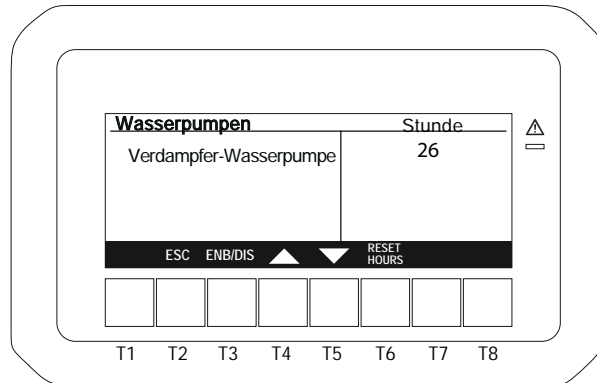 Wasserpumpen Stunde
Verdampfer-Wasserpumpe 26
ESC ENB/DIS RESET HOURS
T1 T2 T3 T4 T5 T6 T7 T8